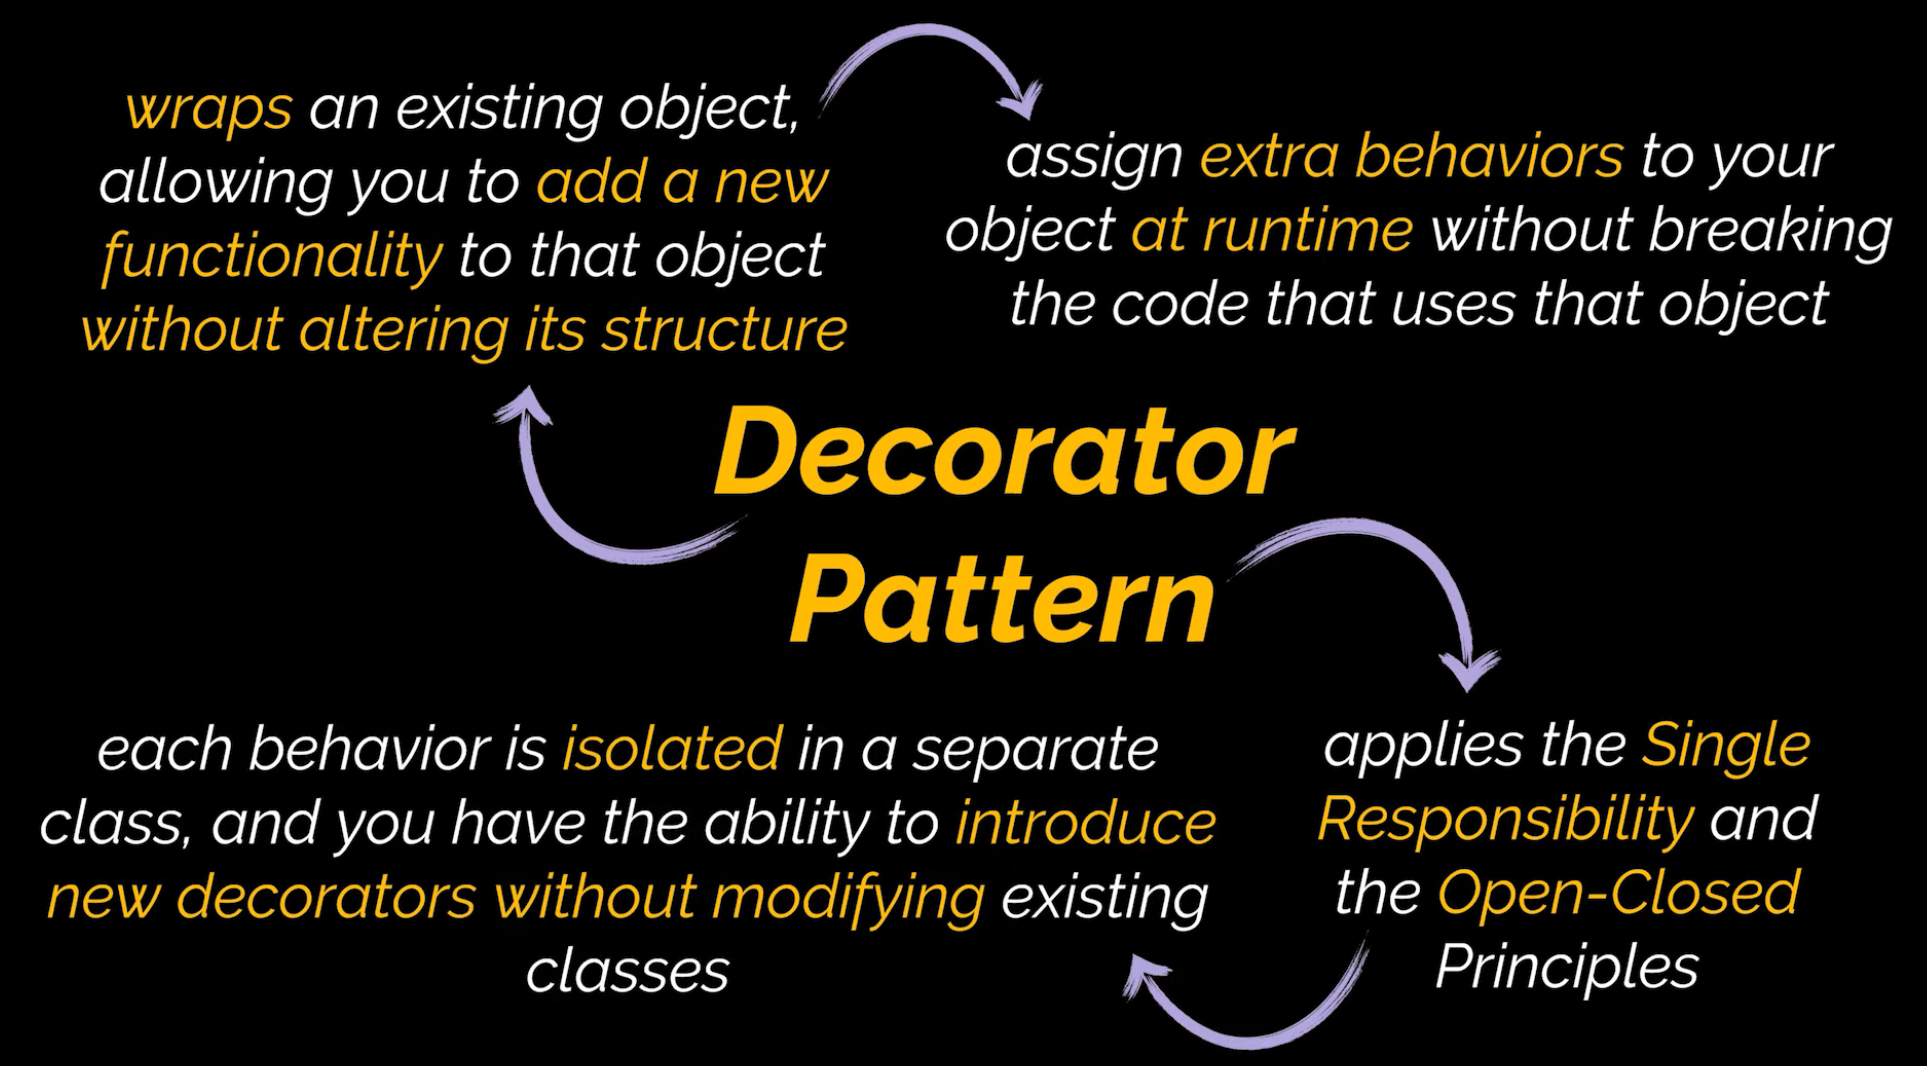 wraps an existing object,
allowing you to add a new
functionality to that object
without altering its structure
assign extra behaviors to your
object at runtime without breaking
the code that uses that object
Decorator
Pattern
each behavior is isolated in a separate
class, and you have the ability to introduce
new decorators without modifying existing
classes
applies the Single
Responsibility and
the Open-Closed
Principles